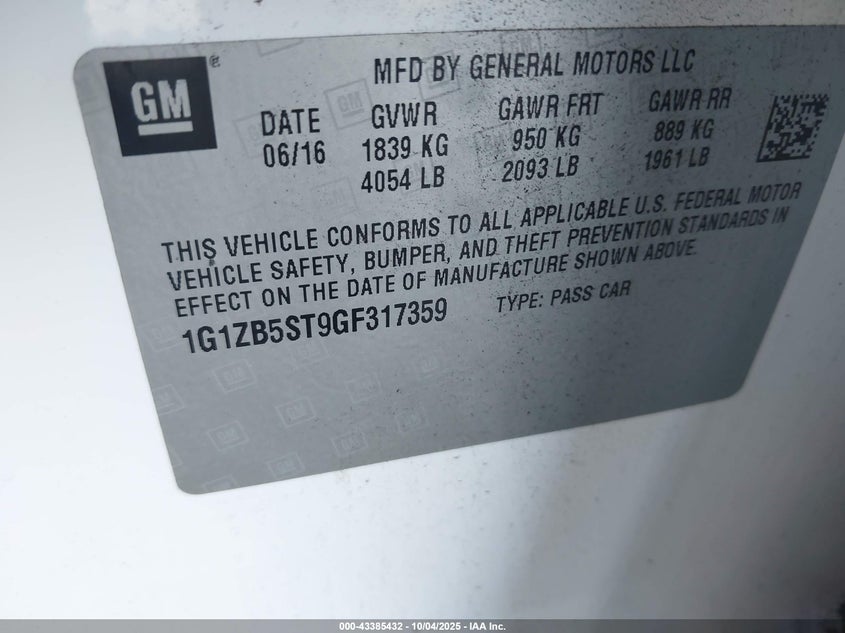 GM®
MFD BY GENERAL MOTORS LLC
DATE GVWR GAWR FRT GAWR RR
06/16 1839 KG 950 KG 889 KG
4054 LB 2093 LB 1961 LB
THIS VEHICLE CONFORMS TO ALL APPLICABLE U.S. FEDERAL MOTOR
VEHICLE SAFETY, BUMPER, AND THEFT PREVENTION STANDARDS IN
EFFECT ON THE DATE OF MANUFACTURE SHOWN ABOVE.
1G1ZB5ST9GF317359 TYPE: PASS CAR
000-43385432 - 10/04/2025 - IAA Inc.